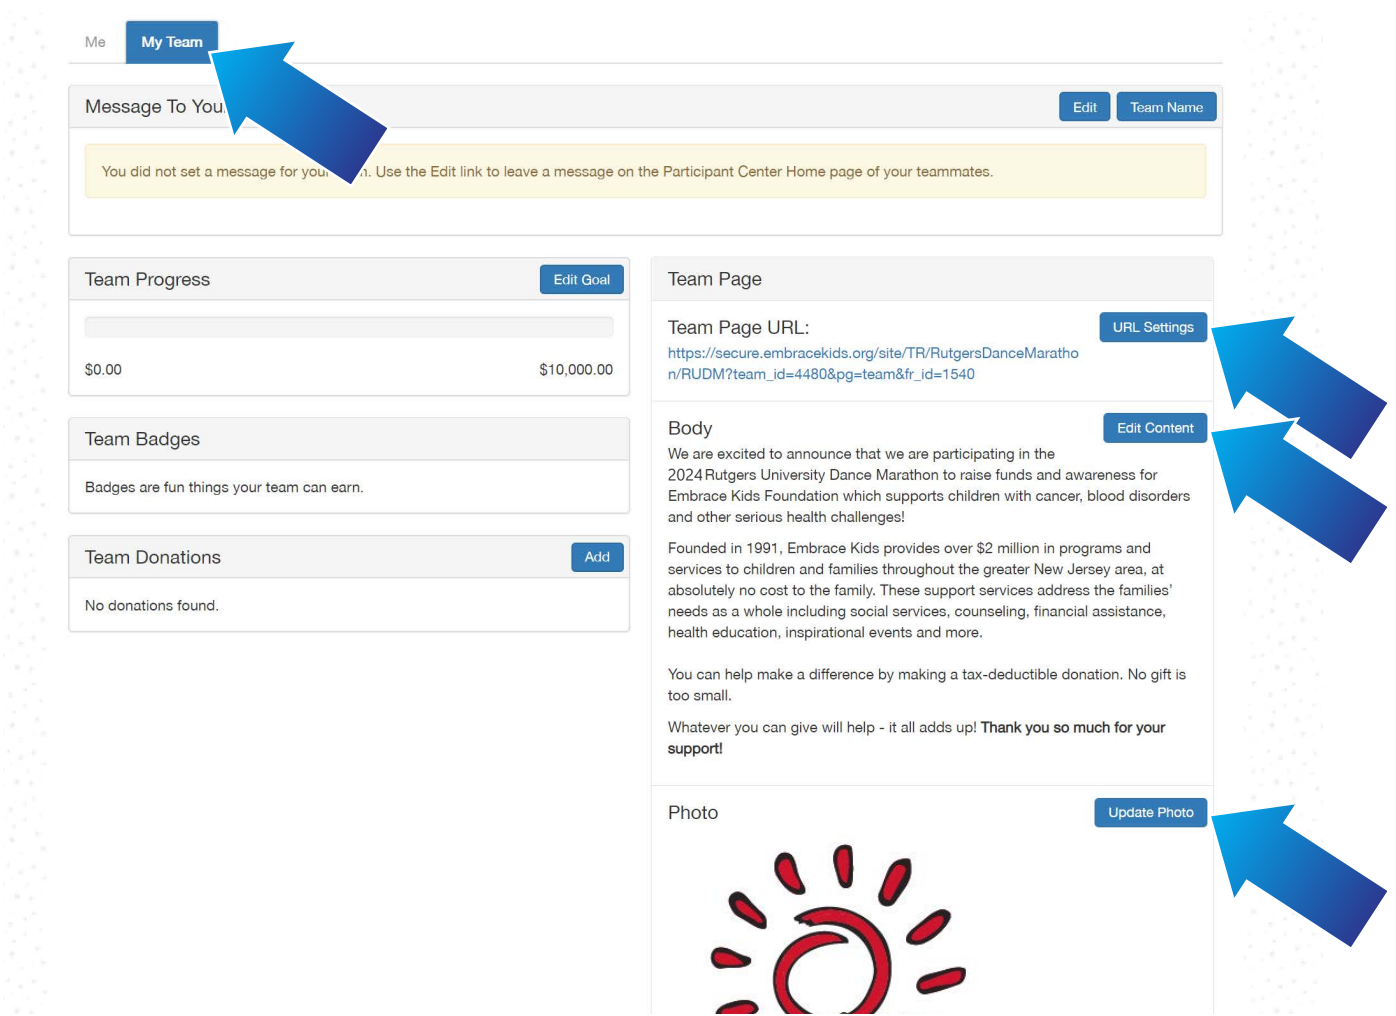 Me
My Team
Message To You
Edit
Team Name
You did not set a message for your. Use the Edit link to leave a message on the Participant Center Home page of your teammates.
Team Progress
Edit Goal
$0.00
$10,000.00
Team Badges
Badges are fun things your team can earn.
Team Donations
Add
No donations found.
Team Page
Team Page URL:
URL Settings
https://secure.embracekids.org/site/TR/RutgersDanceMaratho
n/RUDM?team_id=4480&pg=team&fr_id=1540
Body
Edit Content
We are excited to announce that we are participating in the
2024 Rutgers University Dance Marathon to raise funds and awareness for
Embrace Kids Foundation which supports children with cancer, blood disorders
and other serious health challenges!
Founded in 1991, Embrace Kids provides over $2 million in programs and
services to children and families throughout the greater New Jersey area, at
absolutely no cost to the family. These support services address the families’
needs as a whole including social services, counseling, financial assistance,
health education, inspirational events and more.
You can help make a difference by making a tax-deductible donation. No gift is
too small.
Whatever you can give will help - it all adds up! Thank you so much for your
support!
Photo
Update Photo